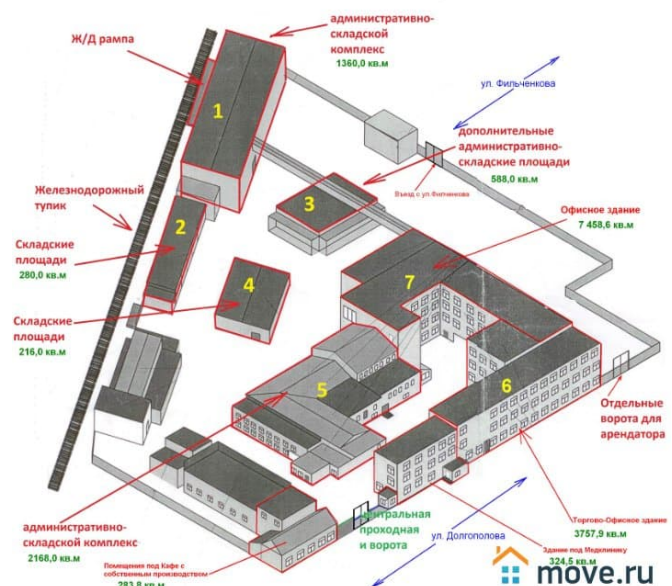 административно-
складской
комплекс
1360,0 кв.м
Ж/Д рампа
ул. Фильченкова
дополнительные
административно-
складские площади
588,0 кв.м
Въезд с ул.Филченкова
1
Железнодорожный
тупик
2
3
Офисное здание
7 458,6 кв.м
Складские
площади
280,0 кв.м
7
4
Складские
площади
216,0 кв.м
5
6
Отдельные
ворота для
арендатора
административно-
складской комплекс
2168,0 кв.м
центральная
проходная
и ворота
ул. Долгополова
Торгово-Офисное здание
3757,9 кв.м
Здание под Медклинику
324,5 кв.м
Помещения под Кафе с
собственным производством
283,8 кв.м
move.ru